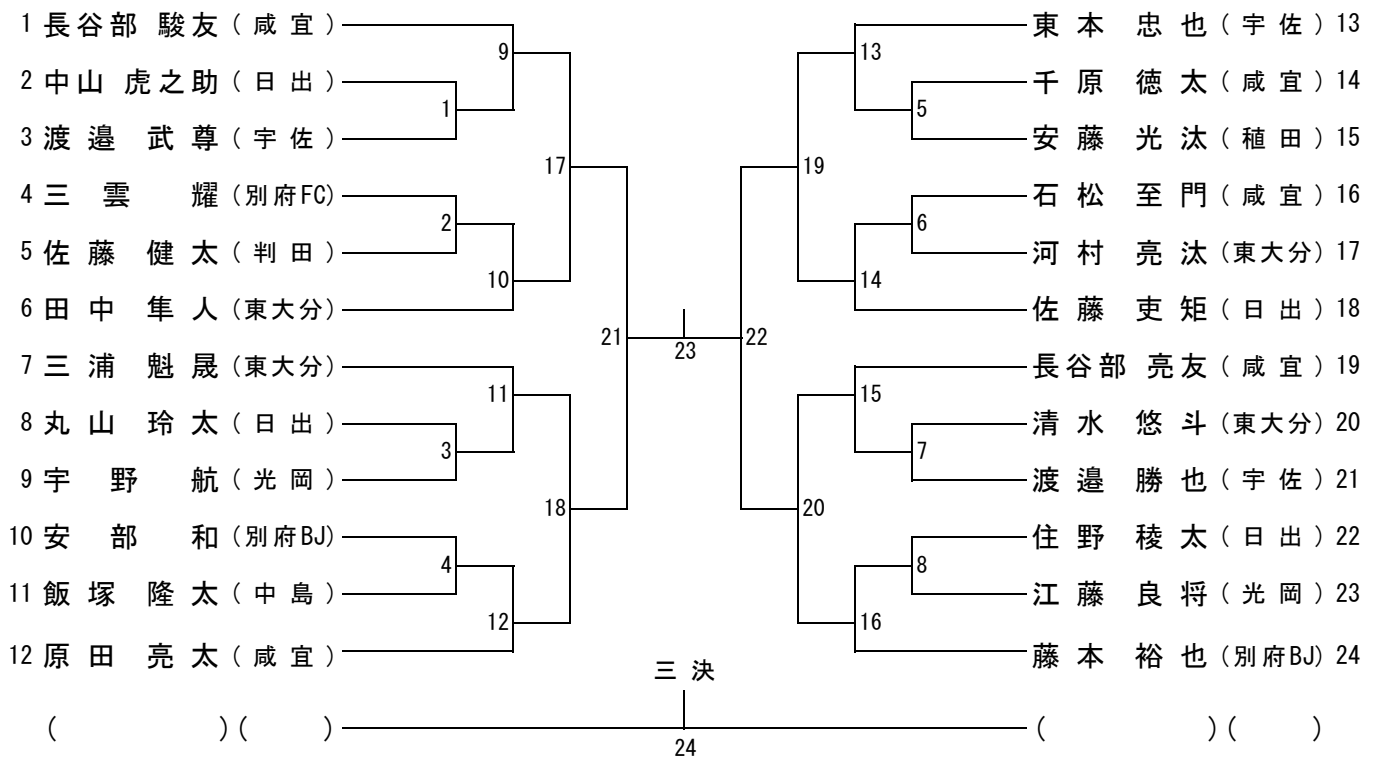 1 長谷部 駿友 ( 咸宜 ) 東本 忠也 ( 宇佐 ) 13
9 13
2 中山 虎之助 ( 日出 ) 千原 徳太 ( 咸宜 ) 14
1 5
3 渡邉 武尊 ( 宇佐 ) 安藤 光汰 ( 稙田 ) 15
17 19
4 三雲 耀 (別府FC) 石松 至門 ( 咸宜 ) 16
2 6
5 佐藤 健太 ( 判田 ) 河村 亮汰 (東大分) 17
10 14
6 田中 隼人 (東大分) 佐藤 吏矩 ( 日出 ) 18
21 23 22
7 三浦 魁晟 (東大分) 長谷部 亮友 ( 咸宜 ) 19
11 15
8 丸山 玲太 ( 日出 ) 清水 悠斗 (東大分) 20
3 7
9 宇野 航 ( 光岡 ) 渡邉 勝也 ( 宇佐 ) 21
18 20
10 安部 和 (別府BJ) 住野 稜太 ( 日出 ) 22
4 8
11 飯塚 隆太 ( 中島 ) 江藤 良将 ( 光岡 ) 23
12 16
12 原田 亮太 ( 咸宜 ) 藤本 裕也 (別府BJ) 24
三決
( )( ) ( )( )
24